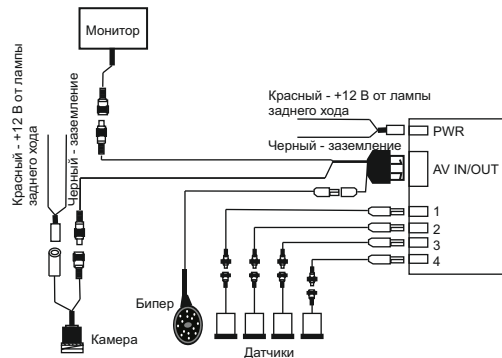 Монитор
Красный - +12 В от лампы
заднего хода
Черный - заземление
Красный - +12 В от лампы
заднего хода
Черный - заземление
PWR
AV IN/OUT
1
2
3
4
Бипер
Камера
Датчики